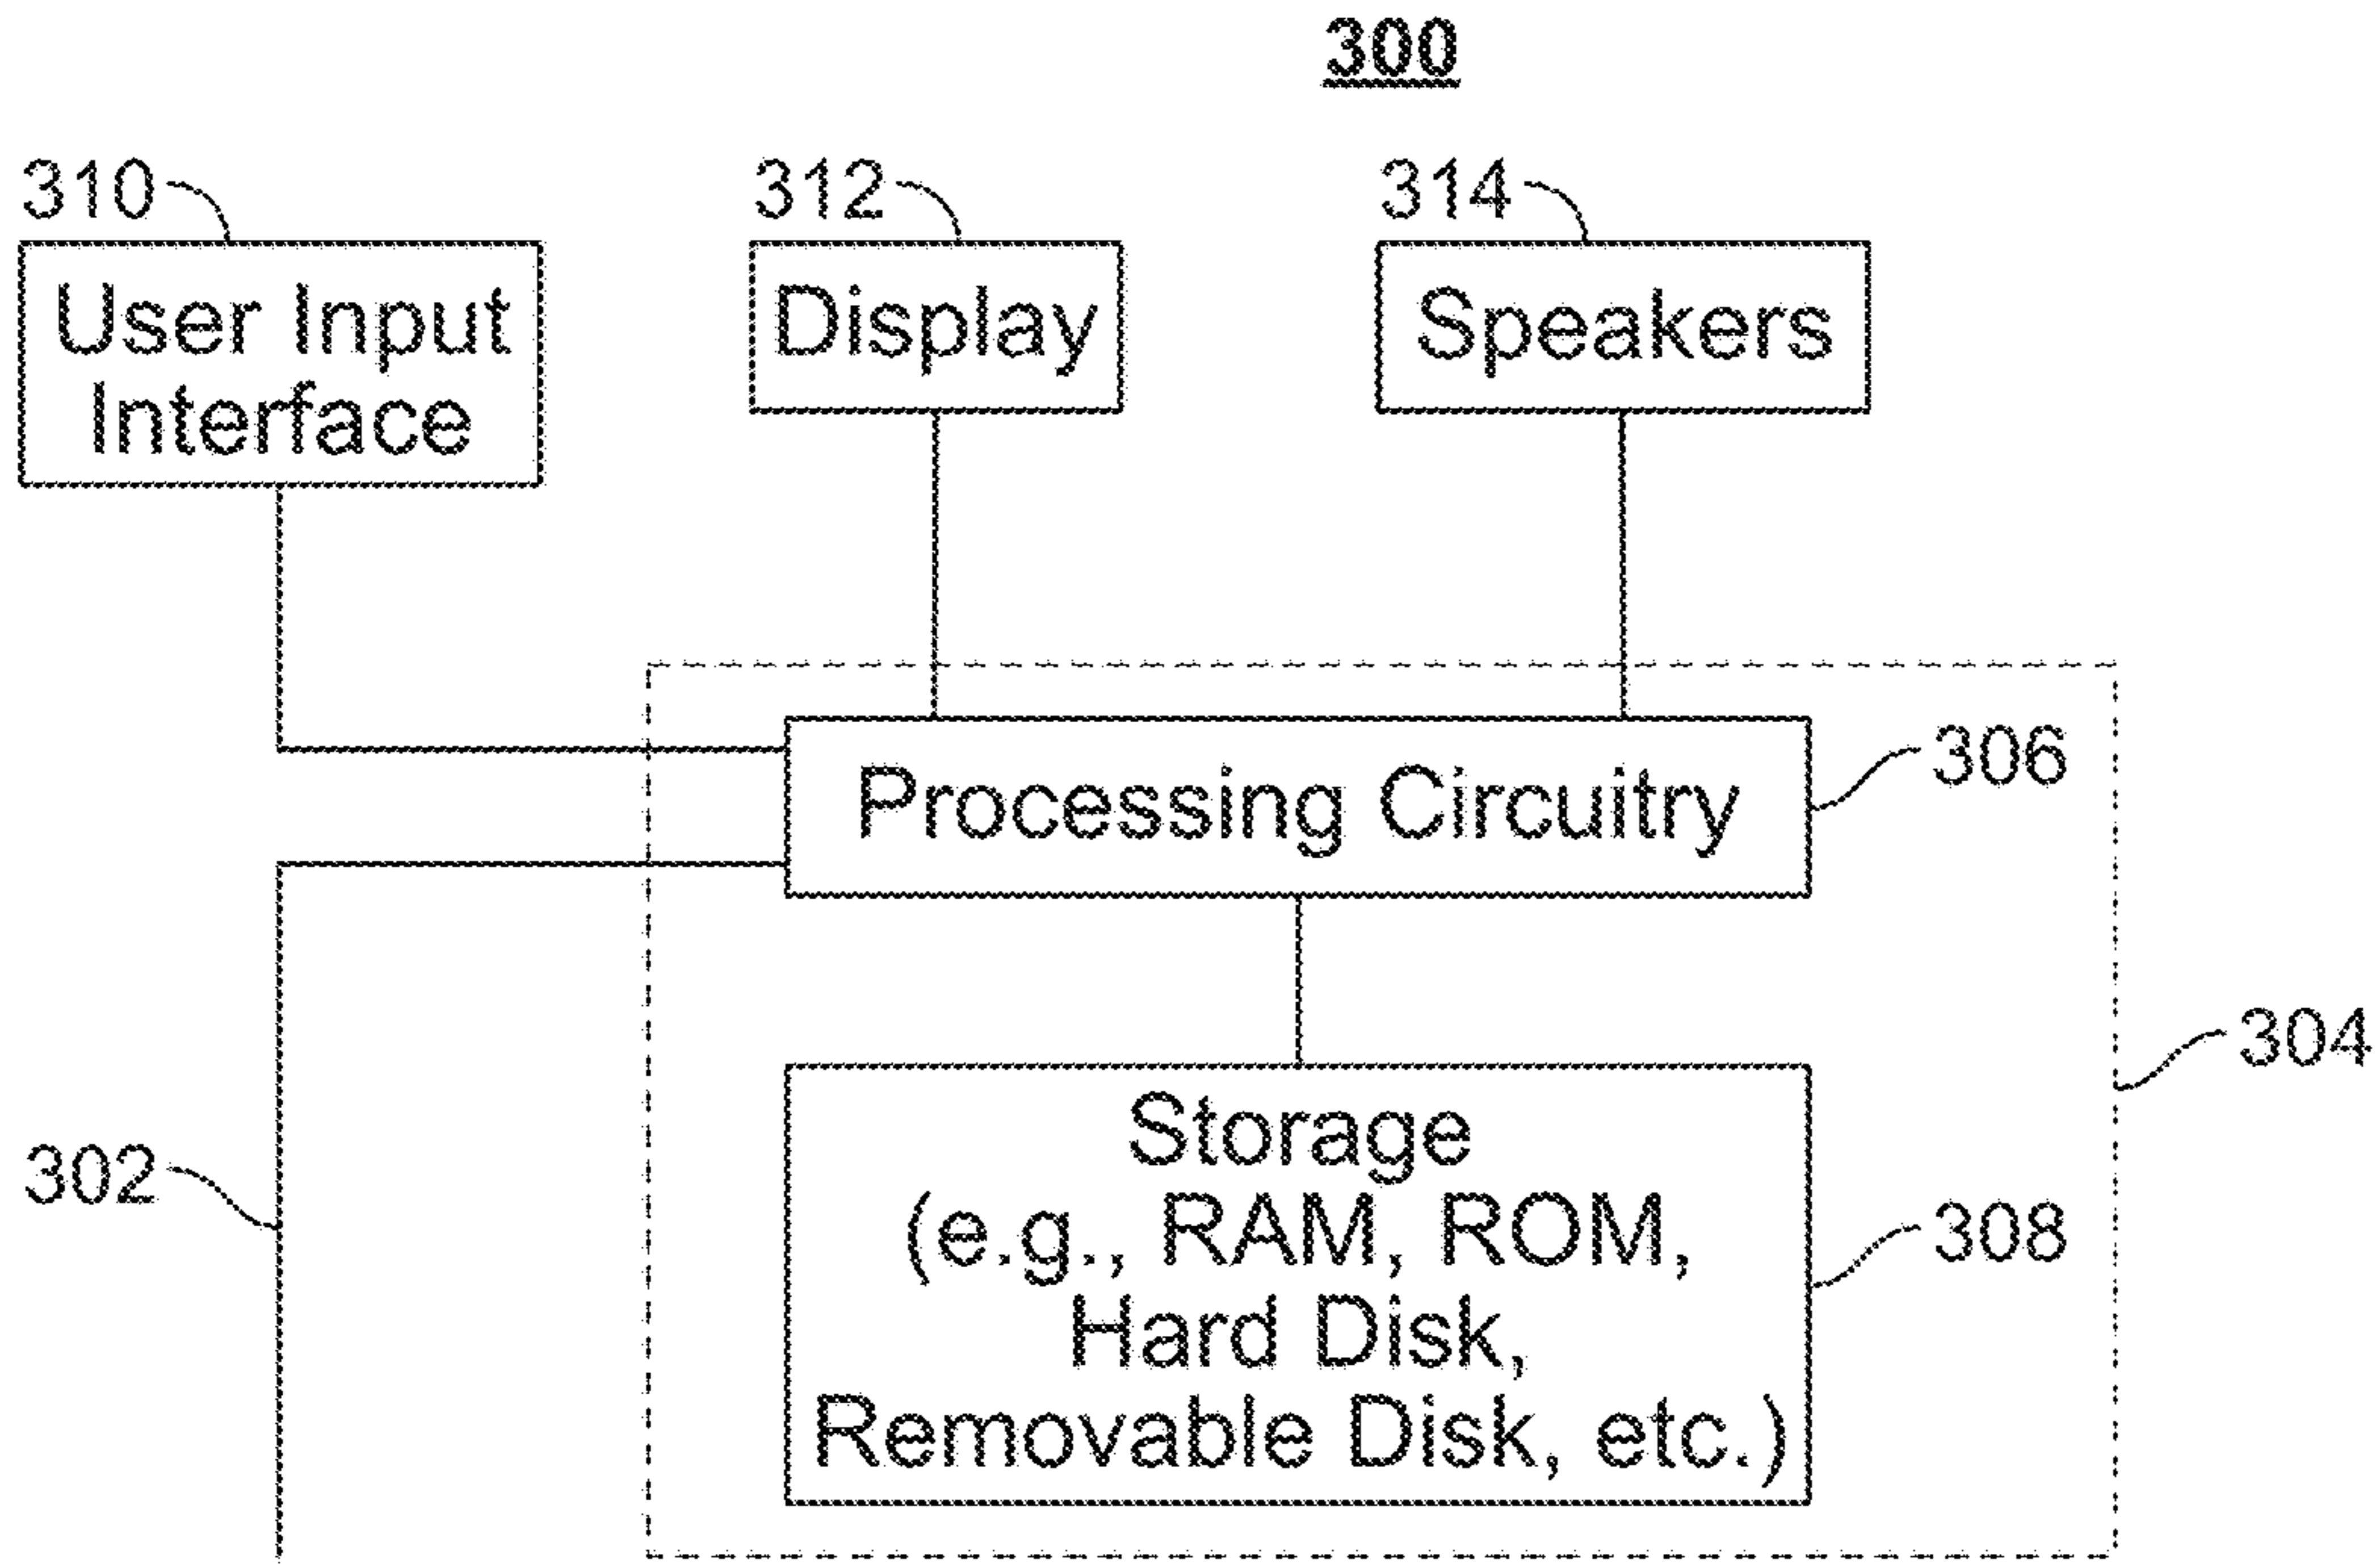 300
310
312
314
User Input
Interface
Display
Speakers
Processing Circuitry
306
304
302
Storage
(e.g., RAM, ROM,
Hard Disk,
Removable Disk, etc.)
308